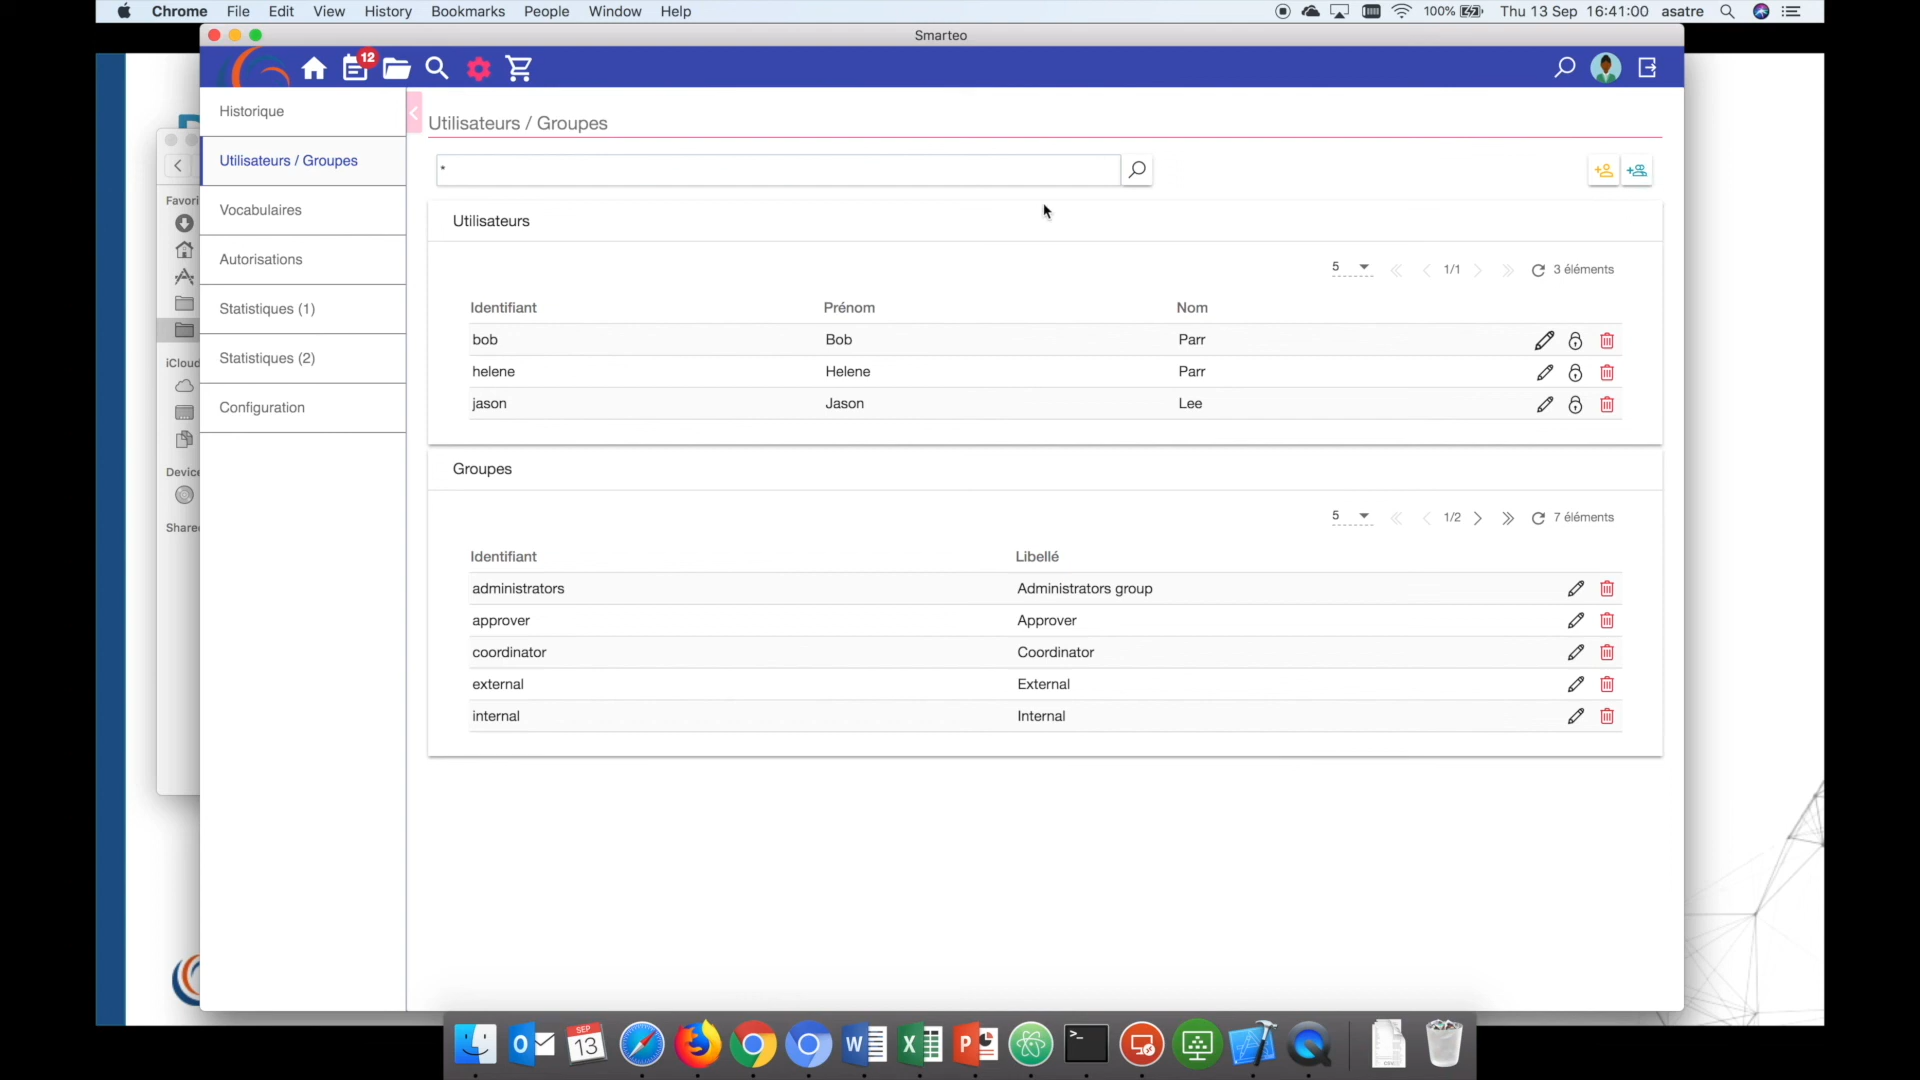 Chrome File Edit View History Bookmarks People Window Help
100% Thu 13 Sep 16:41:00 asatre
Smarteo
12
Historique
Utilisateurs / Groupes
Vocabulaires
Autorisations
Statistiques (1)
Statistiques (2)
Configuration
Favori
iCloud
Device
Shared
Utilisateurs / Groupes
*
Utilisateurs
5 1/1 3 éléments
Identifiant Prénom Nom
bob Bob Parr
helene Helene Parr
jason Jason Lee
Groupes
5 1/2 7 éléments
Identifiant Libellé
administrators Administrators group
approver Approver
coordinator Coordinator
external External
internal Internal
SEP
13